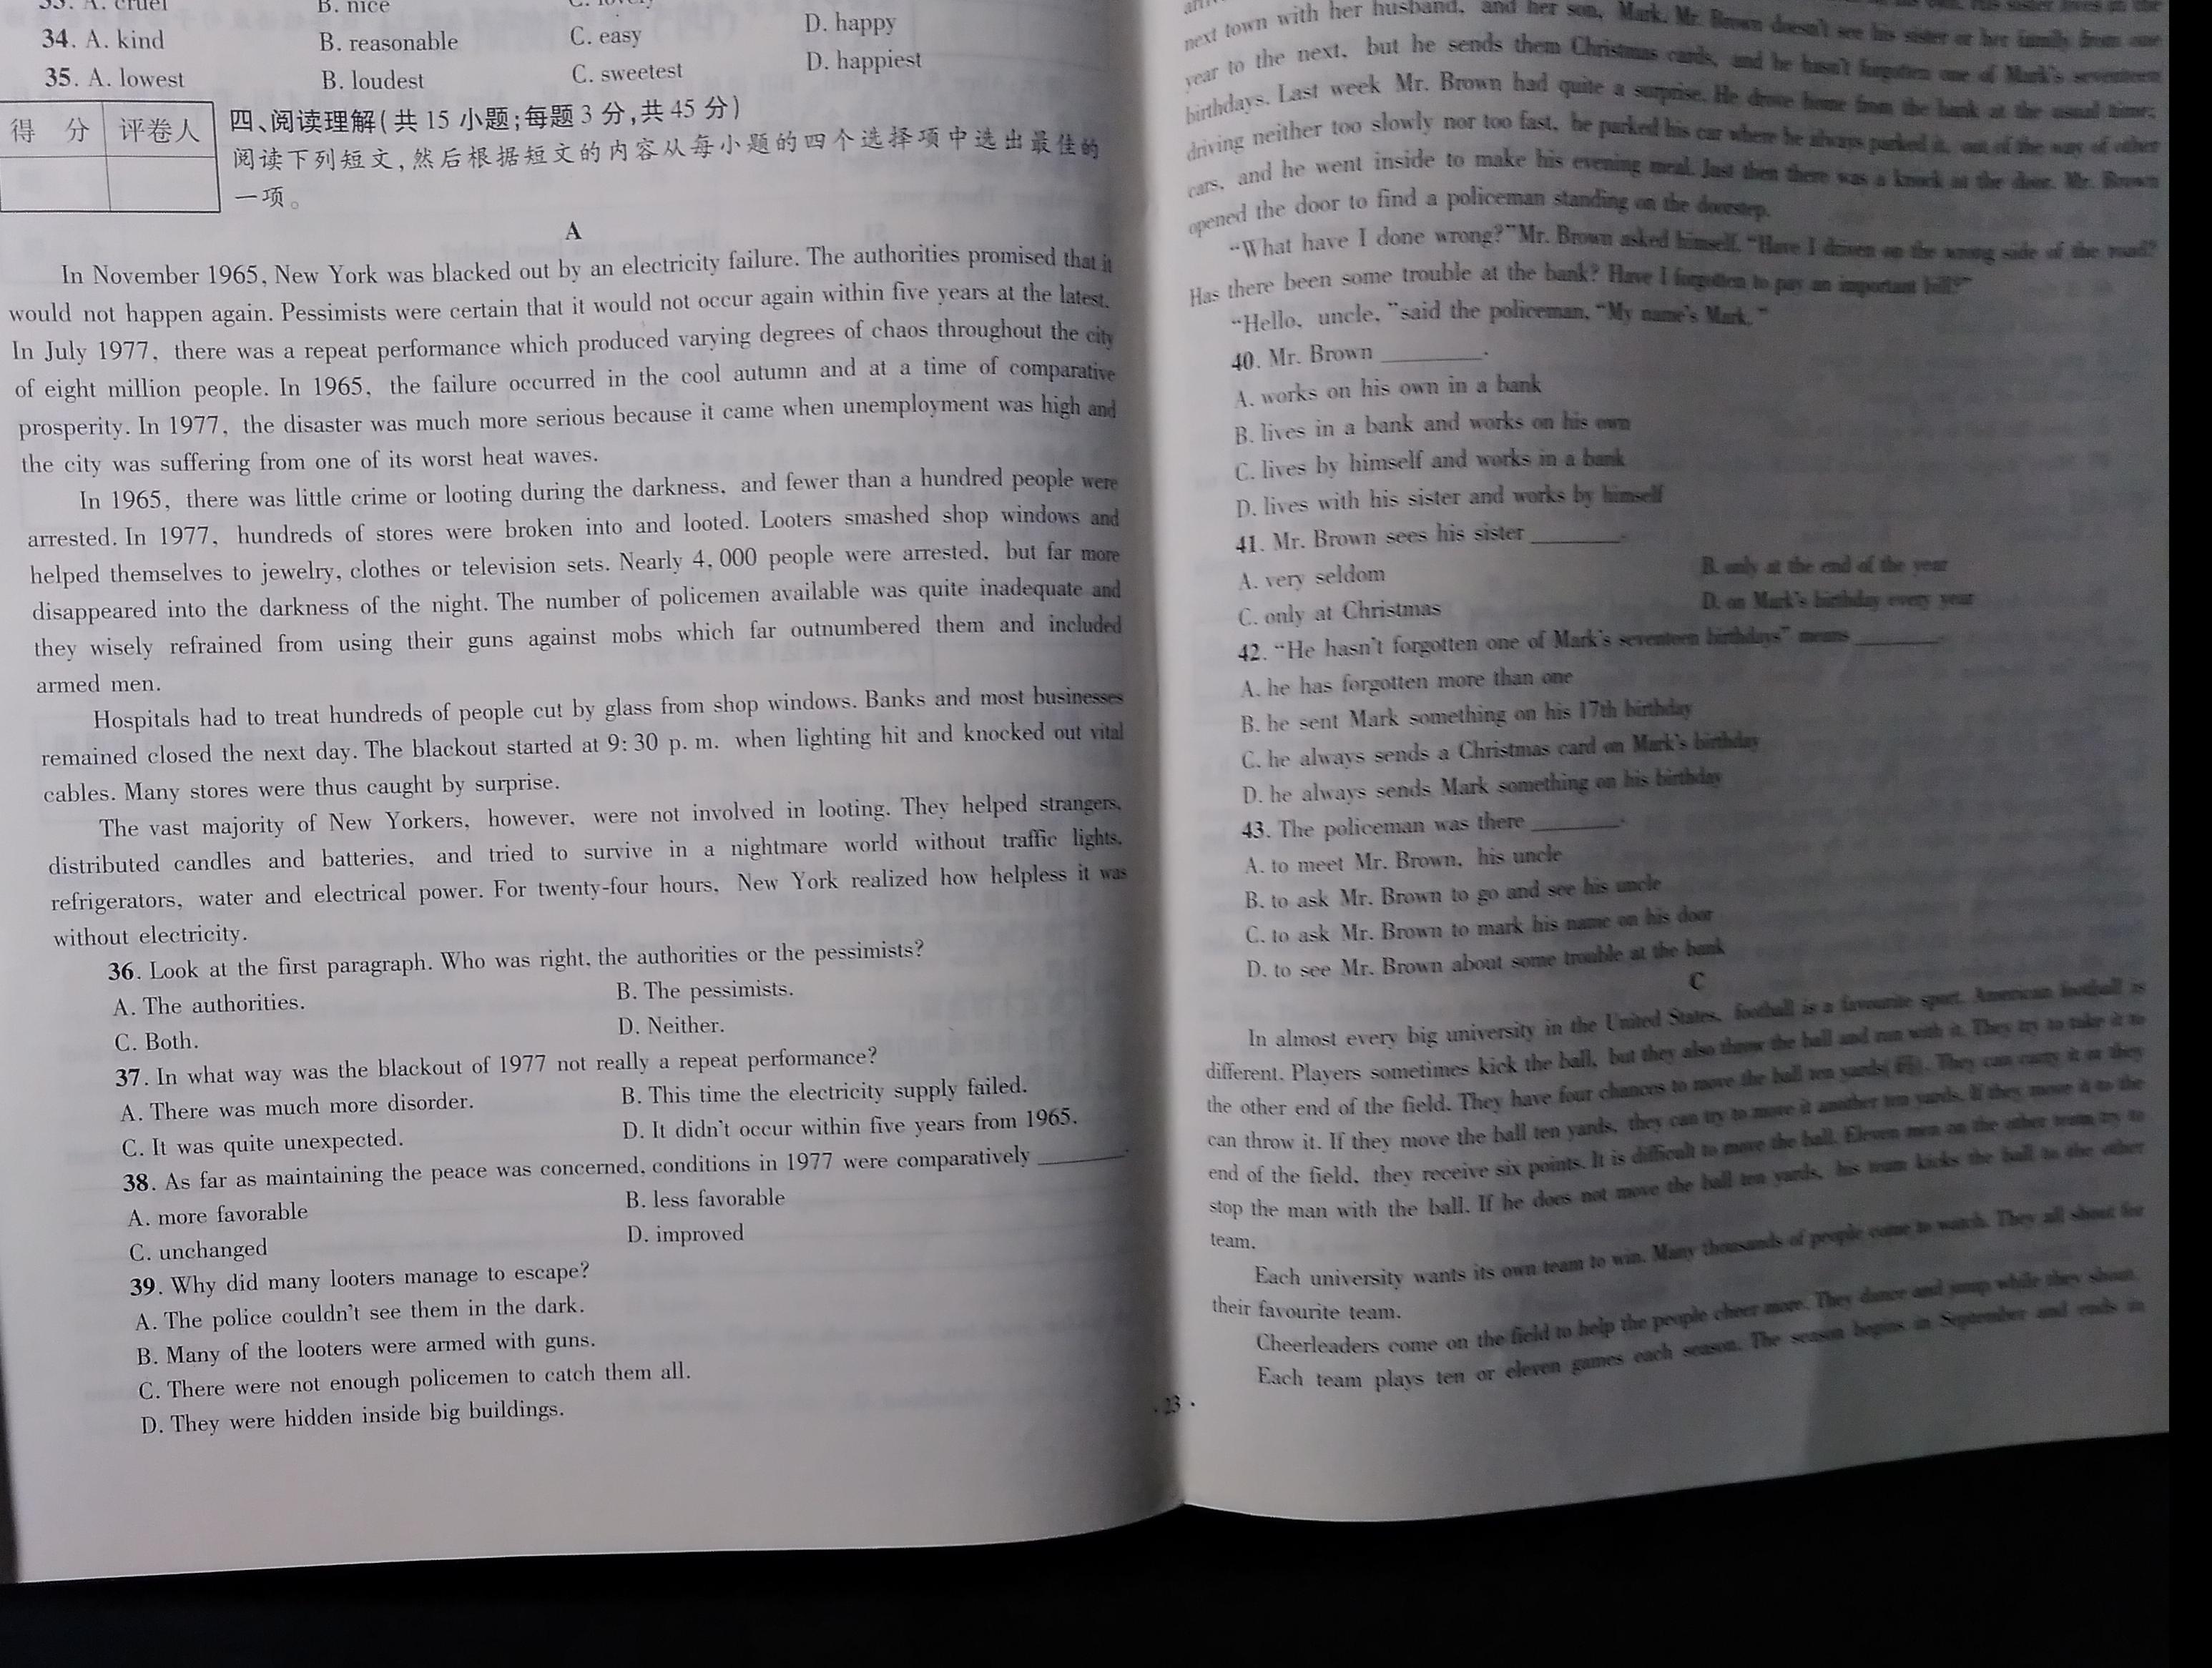 B. nice
34. A. kind
B. reasonable
C. easy
D. happy
35. A. lowest
B. loudest
C. sweetest
D. happiest
得 分 评卷人
四、阅读理解(共 15 小题;每题 3 分,共 45 分)
阅读下列短文,然后根据短文的内容从每小题的四个选择项中选出最佳的
一项。
A
In November 1965, New York was blacked out by an electricity failure. The authorities promised that it
would not happen again. Pessimists were certain that it would not occur again within five years at the latest.
In July 1977, there was a repeat performance which produced varying degrees of chaos throughout the city
of eight million people. In 1965, the failure occurred in the cool autumn and at a time of comparative
prosperity. In 1977, the disaster was much more serious because it came when unemployment was high and
the city was suffering from one of its worst heat waves.
In 1965, there was little crime or looting during the darkness, and fewer than a hundred people were
arrested. In 1977, hundreds of stores were broken into and looted. Looters smashed shop windows and
helped themselves to jewelry, clothes or television sets. Nearly 4,000 people were arrested, but far more
disappeared into the darkness of the night. The number of policemen available was quite inadequate and
they wisely refrained from using their guns against mobs which far outnumbered them and included
armed men.
Hospitals had to treat hundreds of people cut by glass from shop windows. Banks and most businesses
remained closed the next day. The blackout started at 9:30 p. m. when lighting hit and knocked out vital
cables. Many stores were thus caught by surprise.
The vast majority of New Yorkers, however, were not involved in looting. They helped strangers,
distributed candles and batteries, and tried to survive in a nightmare world without traffic lights,
refrigerators, water and electrical power. For twenty-four hours, New York realized how helpless it was
without electricity.
36. Look at the first paragraph. Who was right, the authorities or the pessimists?
A. The authorities.
B. The pessimists.
C. Both.
D. Neither.
37. In what way was the blackout of 1977 not really a repeat performance?
A. There was much more disorder.
B. This time the electricity supply failed.
C. It was quite unexpected.
D. It didn't occur within five years from 1965.
38. As far as maintaining the peace was concerned, conditions in 1977 were comparatively ________.
A. more favorable
B. less favorable
C. unchanged
D. improved
39. Why did many looters manage to escape?
A. The police couldn't see them in the dark.
B. Many of the looters were armed with guns.
C. There were not enough policemen to catch them all.
D. They were hidden inside big buildings.
next town with her husband, and her son, Mark. Mr. Brown doesn't see his sister or her family from one
year to the next, but he sends them Christmas cards, and he hasn't forgotten one of Mark's seventeen
birthdays. Last week Mr. Brown had quite a surprise. He drove home from the bank at the usual time;
driving neither too slowly nor too fast, he parked his car where he always parked it, out of the way of other
cars, and he went inside to make his evening meal. Just then there was a knock at the door. Mr. Brown
opened the door to find a policeman standing on the doorstep.
"What have I done wrong?"Mr. Brown asked himself. "Have I driven on the wrong side of the road?
Has there been some trouble at the bank? Have I forgotten to pay an important bill?"
"Hello, uncle,"said the policeman, "My name's Mark."
40. Mr. Brown ________.
A. works on his own in a bank
B. lives in a bank and works on his own
C. lives by himself and works in a bank
D. lives with his sister and works by himself
41. Mr. Brown sees his sister ________.
A. very seldom
B. only at the end of the year
C. only at Christmas
D. on Mark's birthday every year
42. "He hasn't forgotten one of Mark's seventeen birthdays" means ________.
A. he has forgotten more than one
B. he sent Mark something on his 17th birthday
C. he always sends a Christmas card on Mark's birthday
D. he always sends Mark something on his birthday
43. The policeman was there ________.
A. to meet Mr. Brown, his uncle
B. to ask Mr. Brown to go and see his uncle
C. to ask Mr. Brown to mark his name on his door
D. to see Mr. Brown about some trouble at the bank
C
In almost every big university in the United States, football is a favourite sport. American football is
different. Players sometimes kick the ball, but they also throw the ball and run with it. They try to take it to
the other end of the field. They have four chances to move the ball ten yards(码). They can carry it or they
can throw it. If they move the ball ten yards, they can try to move it another ten yards. If they move it to the
end of the field, they receive six points. It is difficult to move the ball. Eleven men on the other team try to
stop the man with the ball. If he does not move the ball ten yards, his team kicks the ball to the other
team.
Each university wants its own team to win. Many thousands of people come to watch. They all shout for
their favourite team.
Cheerleaders come on the field to help the people cheer more. They dance and jump while they shout.
Each team plays ten or eleven games each season. The season begins in September and ends in
· 23 ·